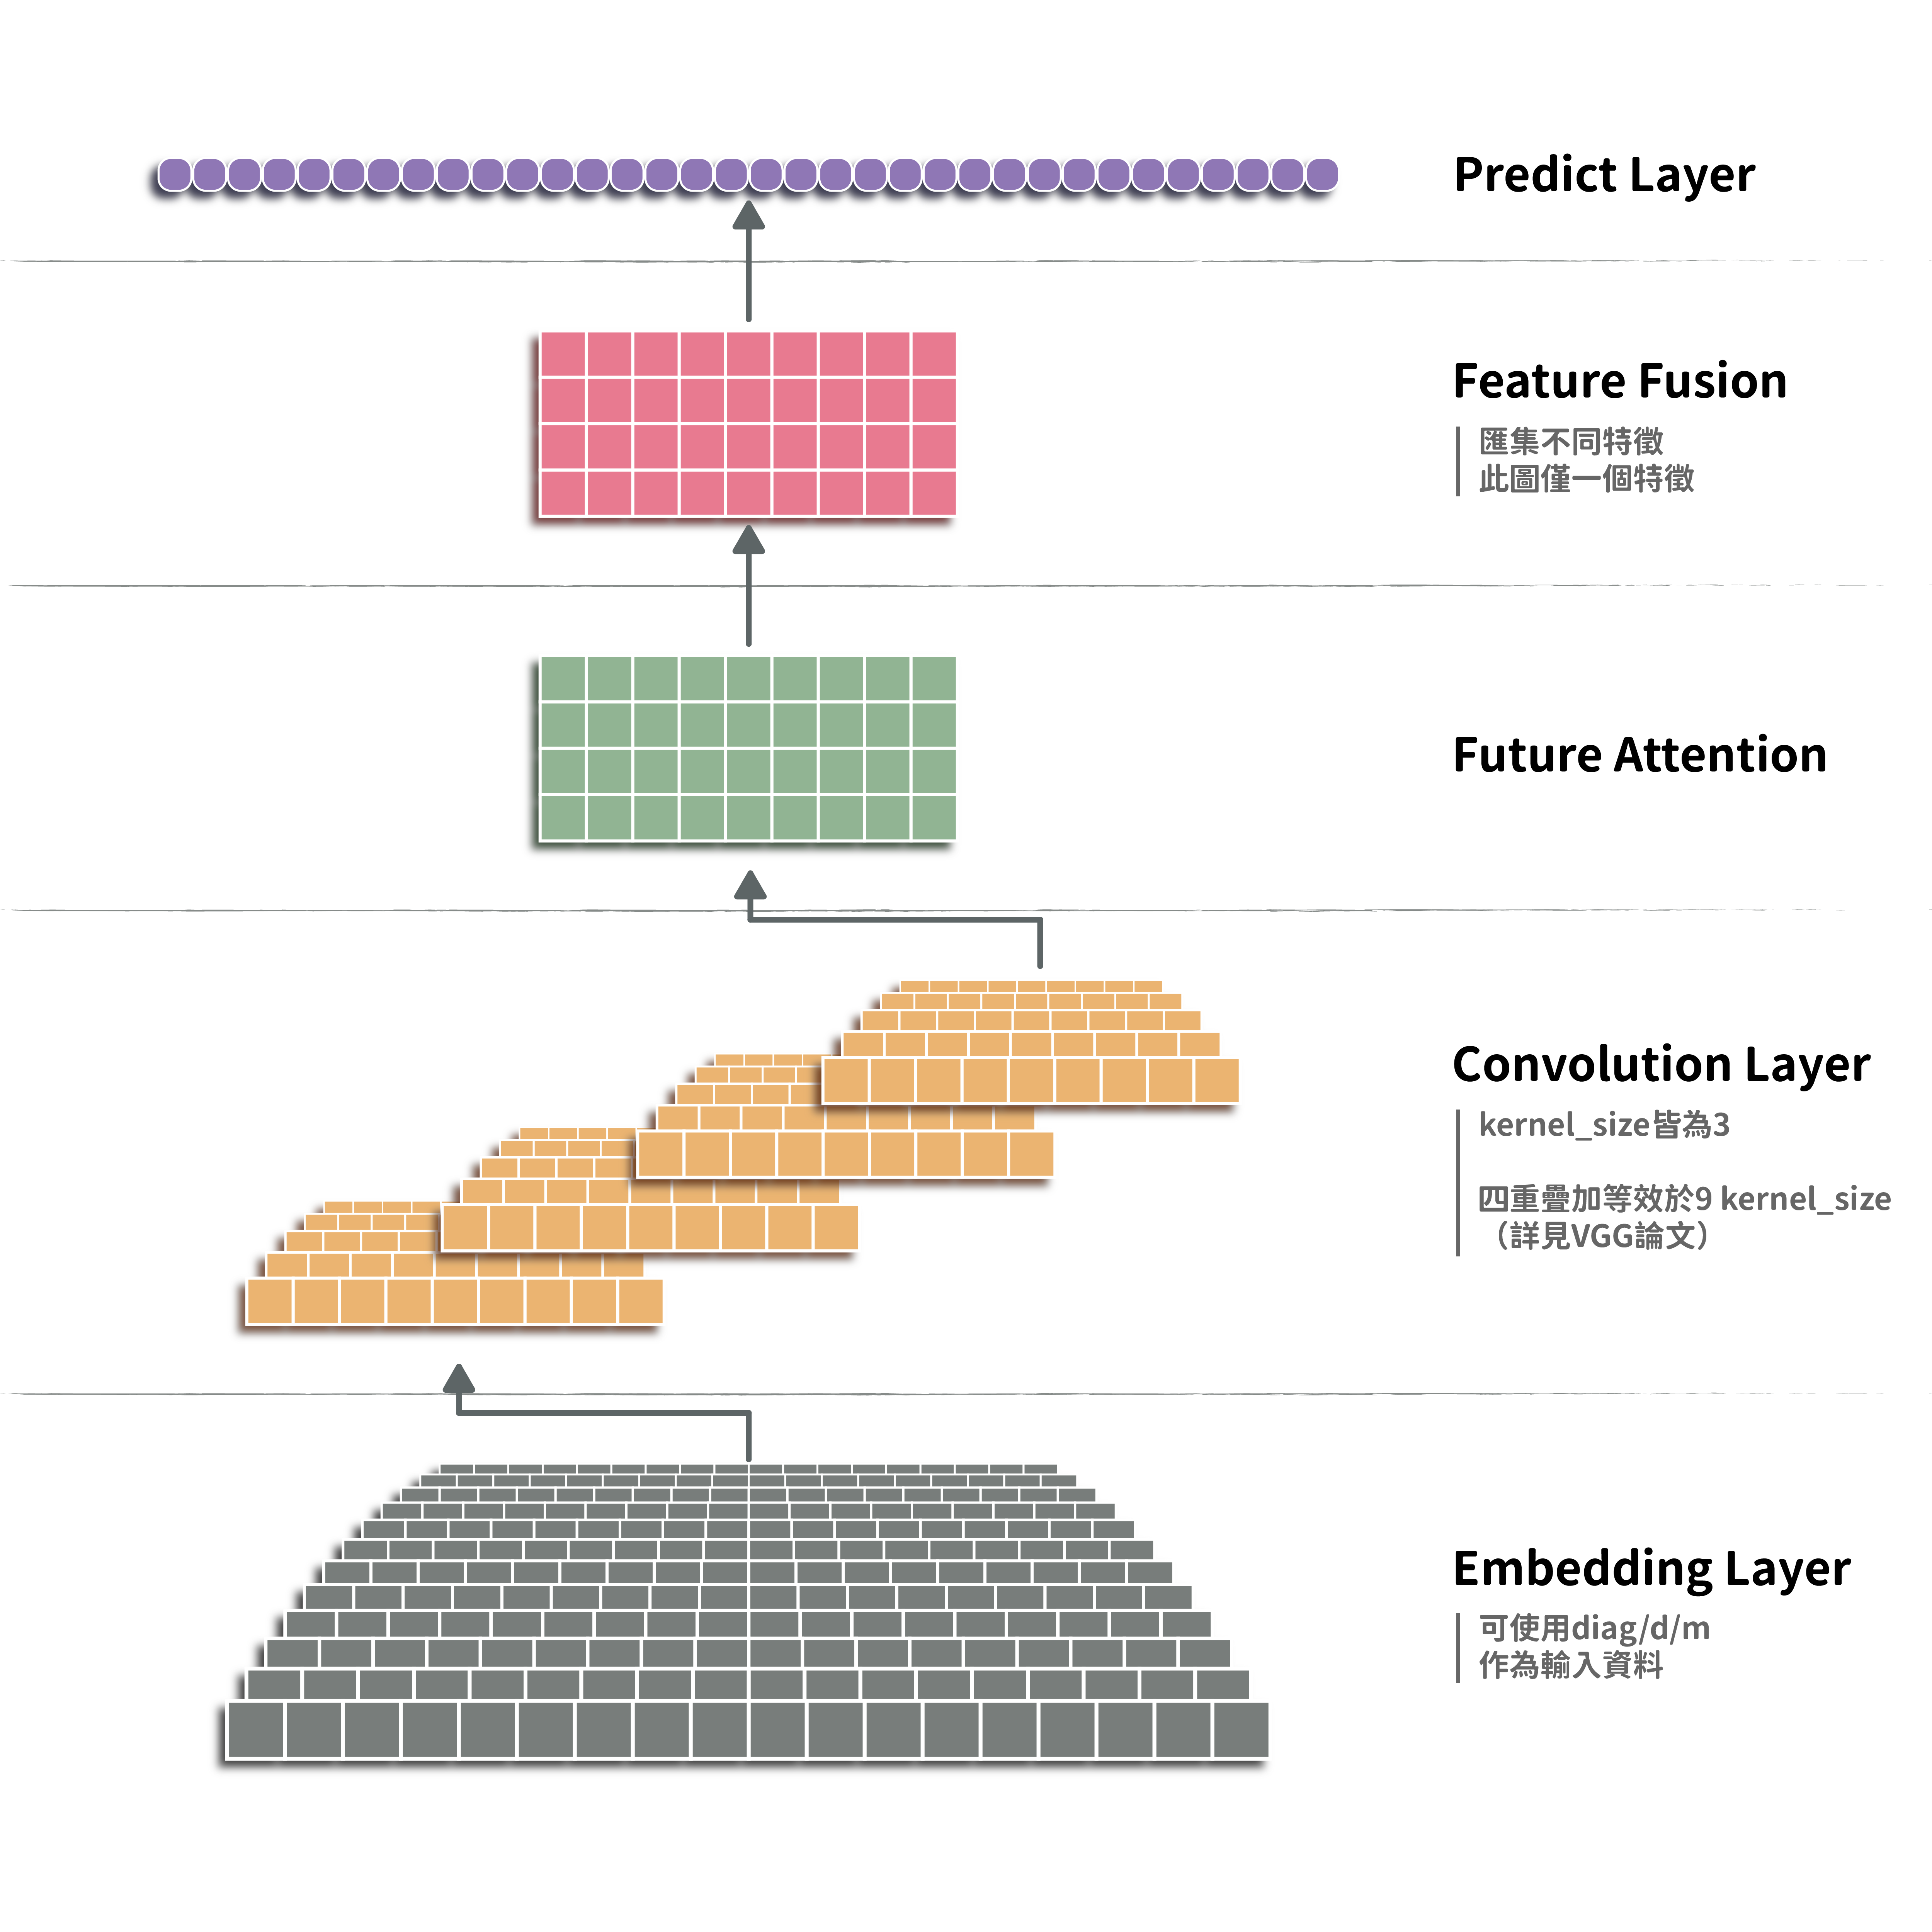 Predict Layer
Feature Fusion
匯集不同特徵
此圖僅一個特徵
Future Attention
Convolution Layer
kernel_size皆為3
四重疊加等效於9 kernel_size
（詳見VGG論文）
Embedding Layer
可使用diag/d/m
作為輸入資料